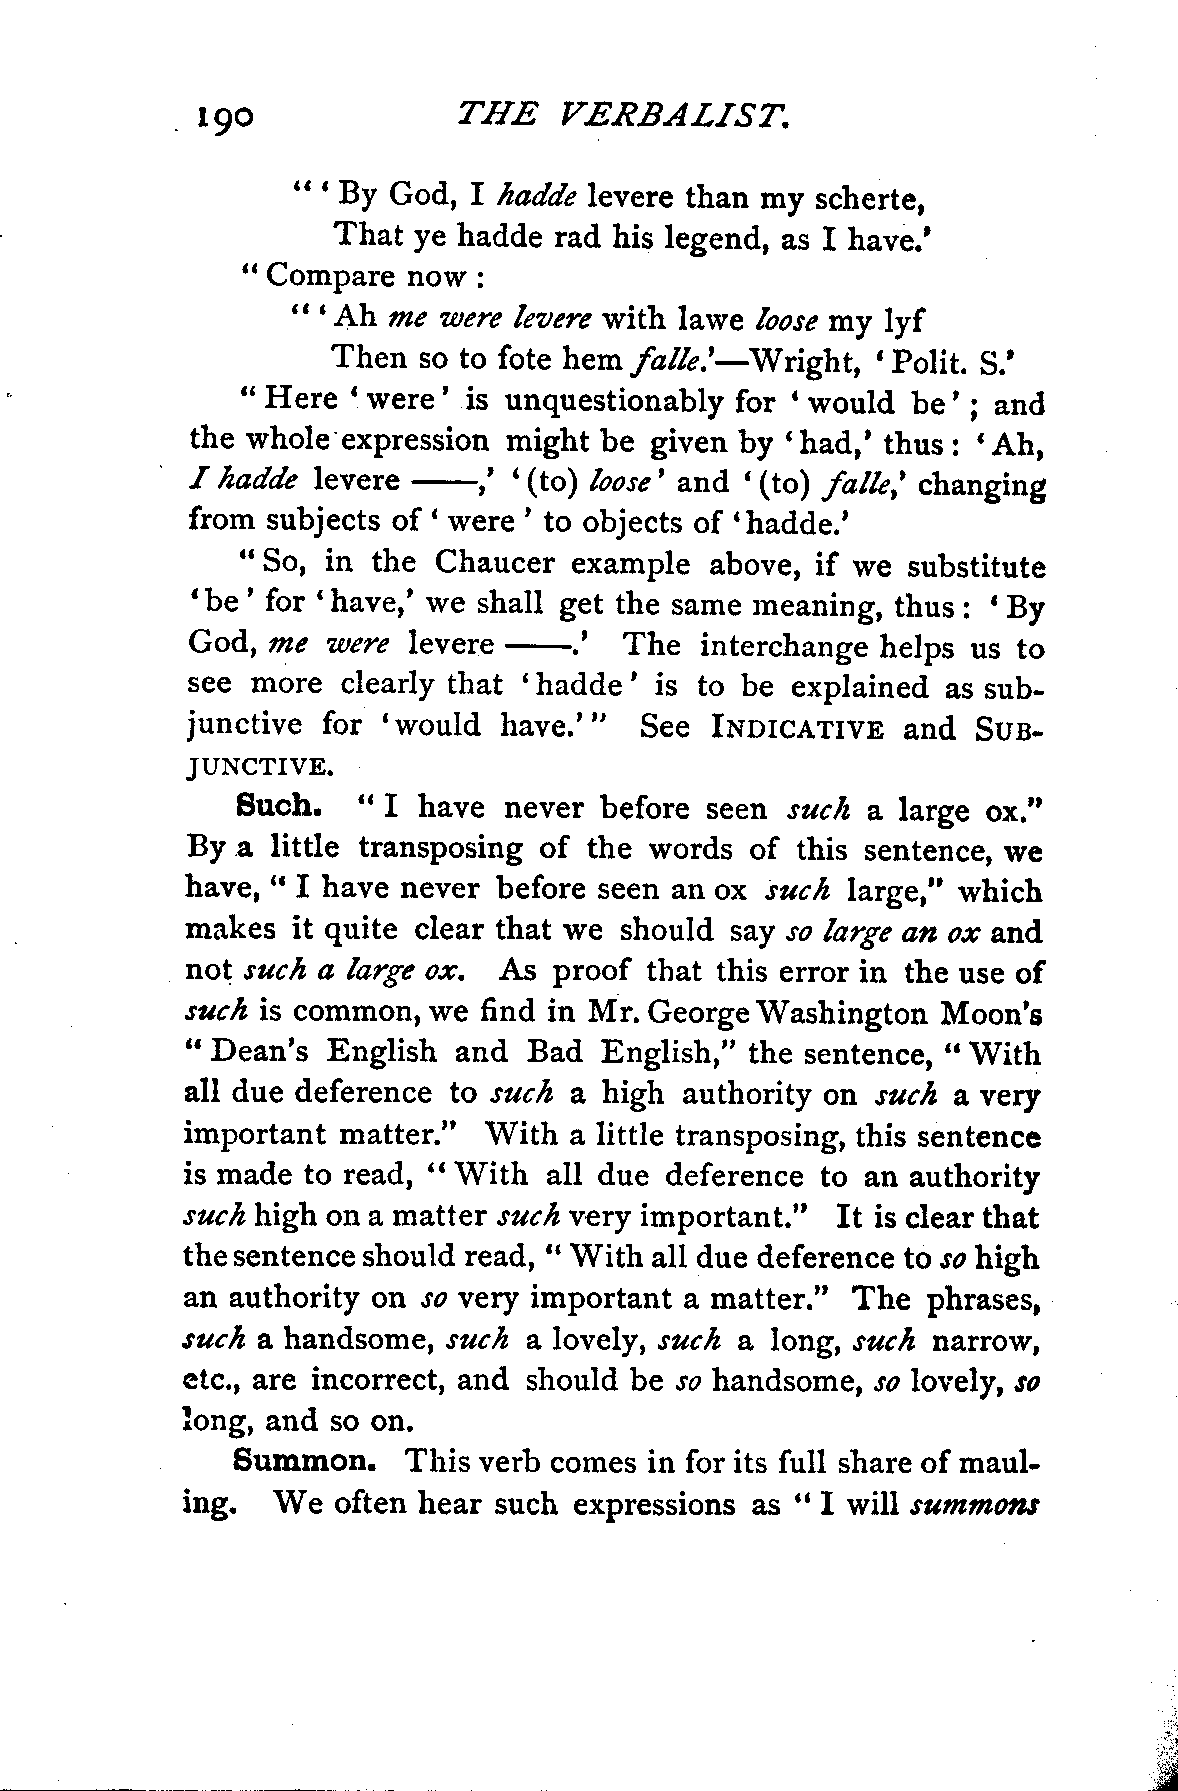 190 THE VERBALIST.
" ' By God, I hadde levere than my scherte,
That ye hadde rad his legend, as I have.'
" Compare now :
" ' Ah me were levere with lawe loose my lyf
Then so to fote hem falle.'—Wright, ' Polit. S.'
" Here ' were ' is unquestionably for ' would be ' ; and
the whole expression might be given by ' had,' thus : ' Ah,
I hadde levere ——,' ' (to) loose ' and ' (to) falle,' changing
from subjects of ' were ' to objects of ' hadde.'
" So, in the Chaucer example above, if we substitute
' be ' for ' have,' we shall get the same meaning, thus : ' By
God, me were levere ——.' The interchange helps us to
see more clearly that ' hadde ' is to be explained as sub-
junctive for ' would have.' " See INDICATIVE and SUB-
JUNCTIVE.
Such. " I have never before seen such a large ox."
By a little transposing of the words of this sentence, we
have, " I have never before seen an ox such large," which
makes it quite clear that we should say so large an ox and
not such a large ox. As proof that this error in the use of
such is common, we find in Mr. George Washington Moon's
" Dean's English and Bad English," the sentence, " With
all due deference to such a high authority on such a very
important matter." With a little transposing, this sentence
is made to read, " With all due deference to an authority
such high on a matter such very important." It is clear that
the sentence should read, " With all due deference to so high
an authority on so very important a matter." The phrases,
such a handsome, such a lovely, such a long, such narrow,
etc., are incorrect, and should be so handsome, so lovely, so
long, and so on.
Summon. This verb comes in for its full share of maul-
ing. We often hear such expressions as " I will summons